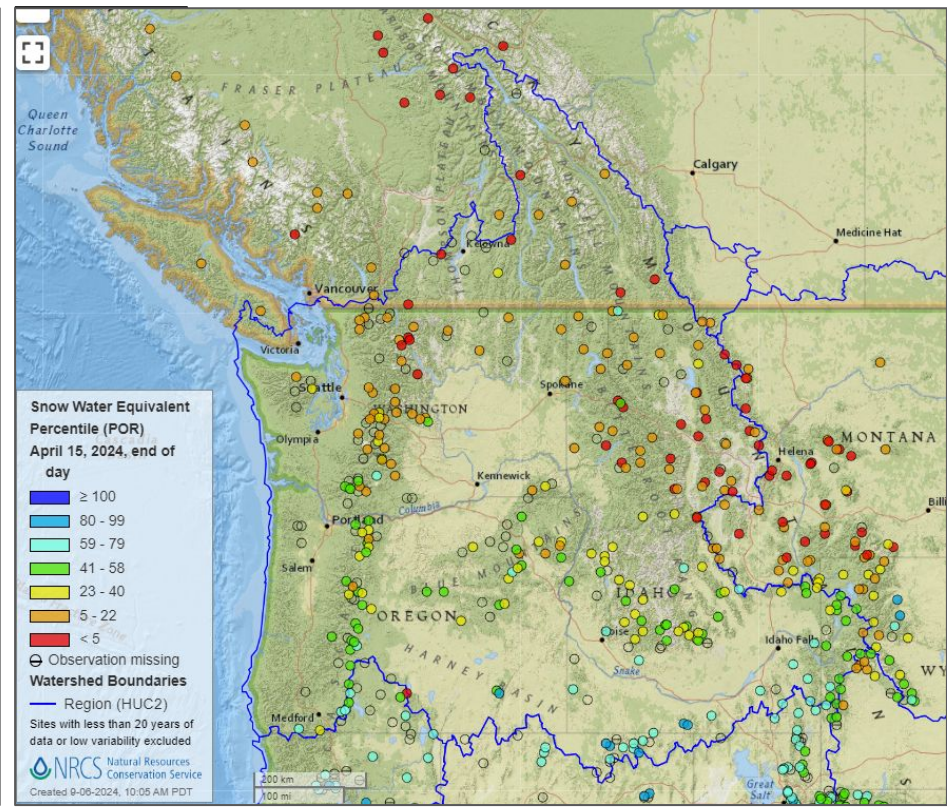 Queen
Charlotte
Sound
FRASER PLATEAU
Calgary
Medicine Hat
Kelowna
Vancouver
Victoria
Seattle
Spokane
WASHINGTON
Olympia
Helena
MONTANA
Kennewick
Columbia
Portland
Salem
BLUE MOUNTAINS
IDAHO
OREGON
Idaho Fall
HARNEY BASIN
Snake
Medford
Great
Salt
WY
Snow Water Equivalent
Percentile (POR)
April 15, 2024, end of
day
≥ 100
80 - 99
59 - 79
41 - 58
23 - 40
5 - 22
< 5
Observation missing
Watershed Boundaries
Region (HUC2)
Sites with less than 20 years of
data or low variability excluded
NRCS Natural Resources
Conservation Service
Created 9-06-2024, 10:05 AM PDT
200 km
100 mi